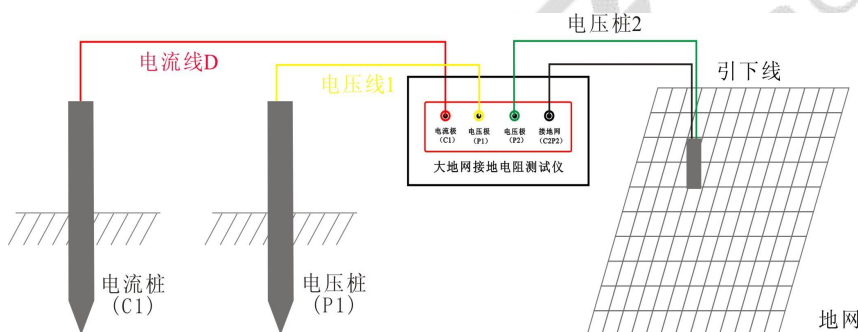 电压桩2
电流线D
电压线1
引下线
电流极 电压极 电压极 接地网
(C1) (P1) (P2) (C2P2)
大地网接地电阻测试仪
电流桩
(C1)
电压桩
(P1)
地网